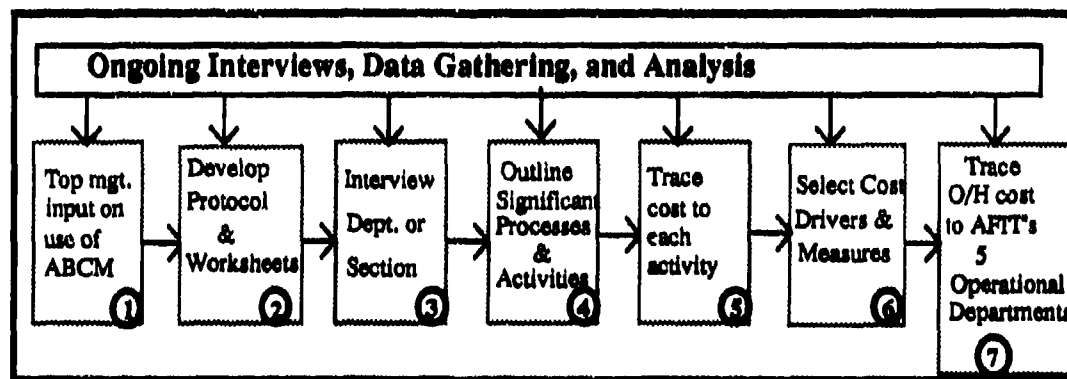 Ongoing Interviews, Data Gathering, and Analysis
Top mgt.
input on
use of
ABCM
1
Develop
Protocol
&
Worksheets
2
Interview
Dept. or
Section
3
Outline
Significant
Processes
&
Activities
4
Trace
cost to
each
activity
5
Select Cost
Drivers &
Measures
6
Trace
O/H cost
to AFIT's
5
Operational
Departments
7